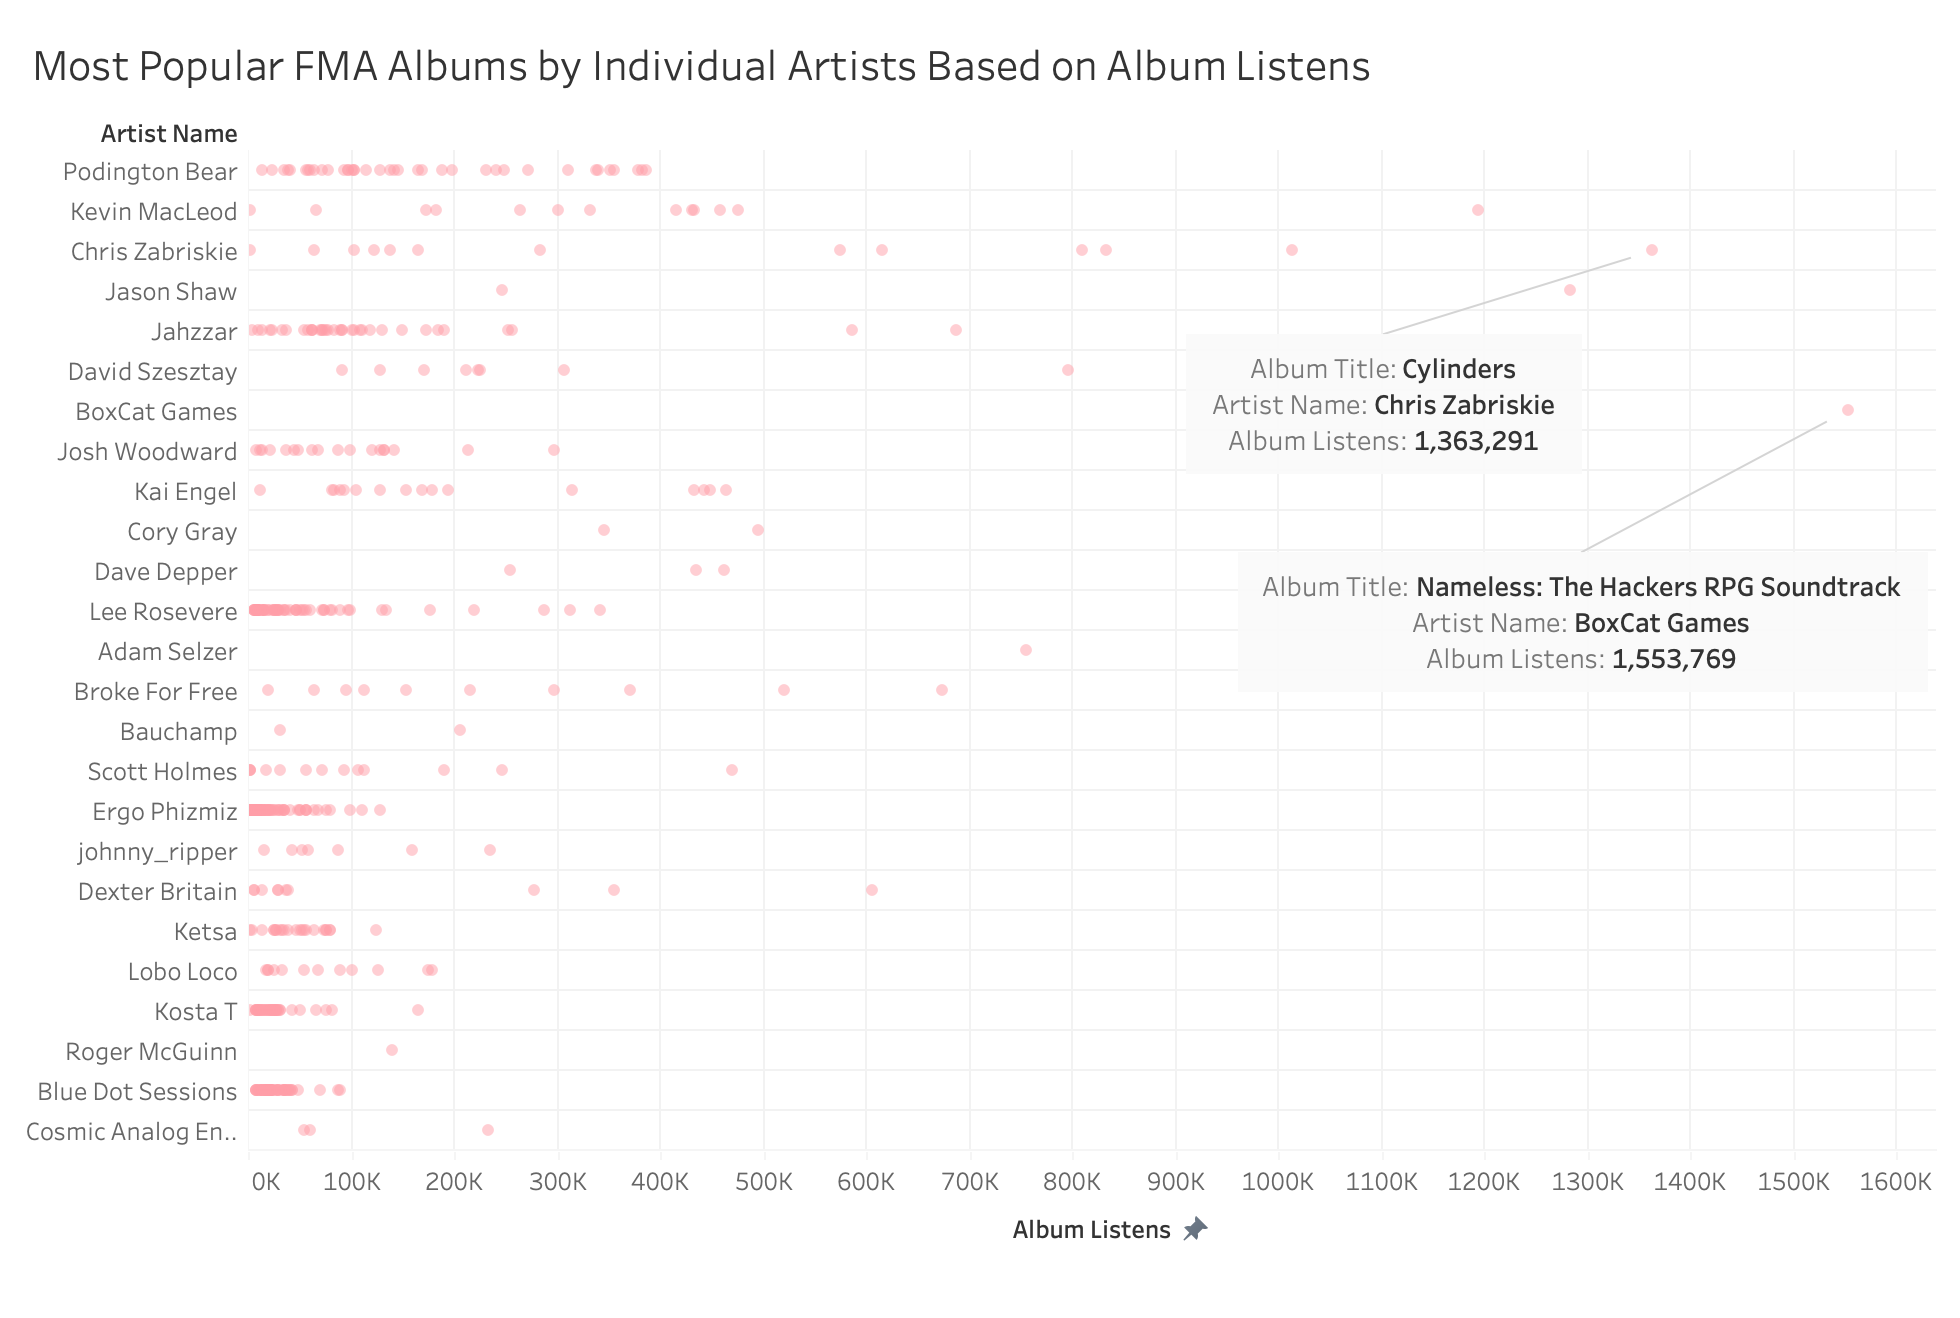 Most Popular FMA Albums by Individual Artists Based on Album Listens
Artist Name
Podington Bear
Kevin MacLeod
Chris Zabriskie
Jason Shaw
Jahzzar
David Szesztay
BoxCat Games
Josh Woodward
Kai Engel
Cory Gray
Dave Depper
Lee Rosevere
Adam Selzer
Broke For Free
Bauchamp
Scott Holmes
Ergo Phizmiz
johnny_ripper
Dexter Britain
Ketsa
Lobo Loco
Kosta T
Roger McGuinn
Blue Dot Sessions
Cosmic Analog En..
Album Title: Cylinders
Artist Name: Chris Zabriskie
Album Listens: 1,363,291
Album Title: Nameless: The Hackers RPG Soundtrack
Artist Name: BoxCat Games
Album Listens: 1,553,769
0K 100K 200K 300K 400K 500K 600K 700K 800K 900K 1000K 1100K 1200K 1300K 1400K 1500K 1600K
Album Listens